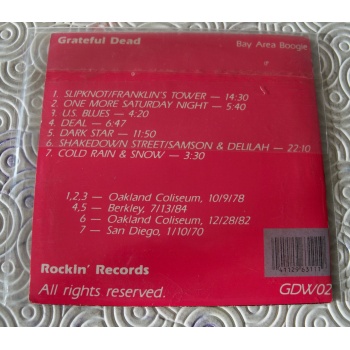 Grateful Dead
Bay Area Boogie
1. SLIPKNOT/FRANKLIN'S TOWER — 14:30
2. ONE MORE SATURDAY NIGHT — 5:40
3. U.S. BLUES — 4:20
4. DEAL — 6:47
5. DARK STAR — 11:50
6. SHAKEDOWN STREET/SAMSON & DELILAH — 22:10
7. COLD RAIN & SNOW — 3:30
1,2,3 — Oakland Coliseum, 10/9/78
4,5 — Berkley, 7/13/84
6 — Oakland Coliseum, 12/28/82
7 — San Diego, 1/10/70
Rockin' Records
All rights reserved.
GDW02